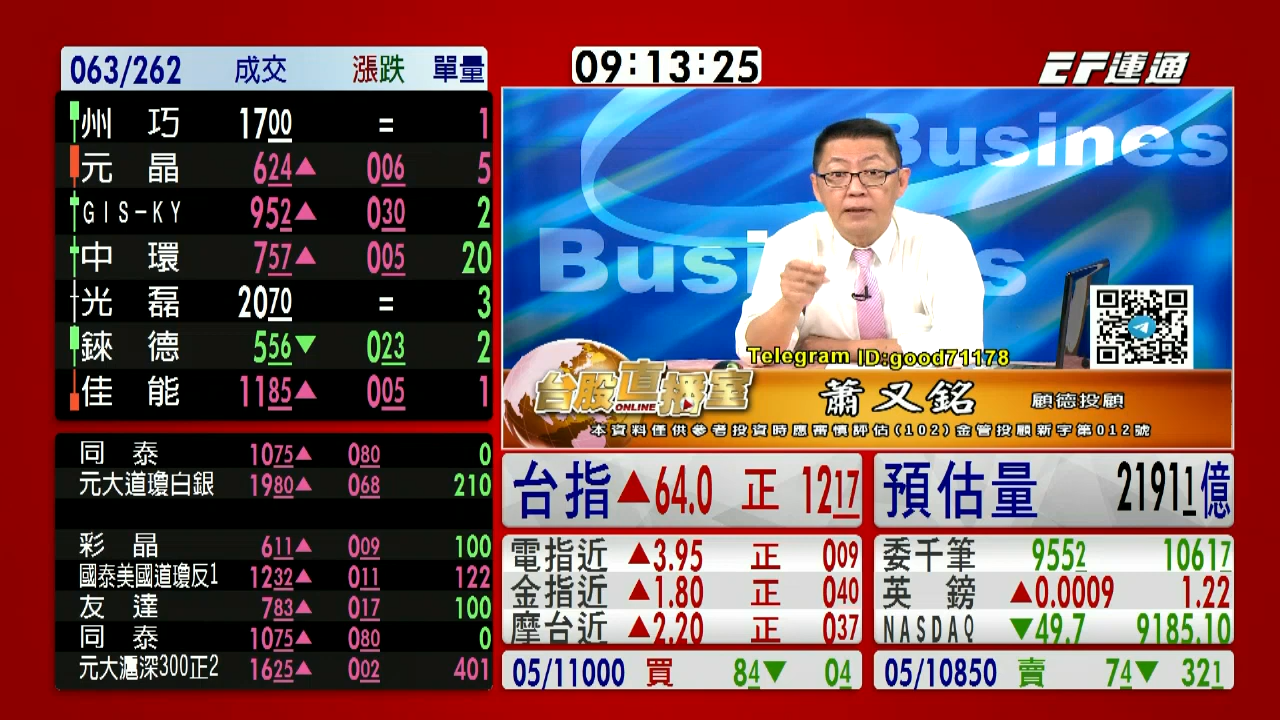 063/262 成交 漲跌 單量
州巧 1700 = 1
元晶 624▲ 006 5
GIS-KY 952▲ 030 2
中環 757▲ 005 20
光磊 2070 = 3
錸德 556▼ 023 2
佳能 1185▲ 005 1
同泰 1075▲ 080 0
元大道瓊白銀 1980▲ 068 210
彩晶 611▲ 009 100
國泰美國道瓊反1 1232▲ 011 122
友達 783▲ 017 100
同泰 1075▲ 080 0
元大滬深300正2 1625▲ 002 401
09:13:25
EF運通
Business
Business
Telegram ID:good71178
台股直播室
ONLINE
蕭又銘 顧德投顧
本資料僅供參考投資時應審慎評估(102)金管投顧新字第012號
台指▲64.0 正 1217
預估量 21911億
電指近 ▲3.95 正 009
金指近 ▲1.80 正 040
摩台近 ▲2.20 正 037
委千筆 9552 10617
英鎊 ▲0.0009 1.22
NASDAQ ▼49.7 9185.10
05/11000 買 84▼ 04
05/10850 賣 74▼ 321